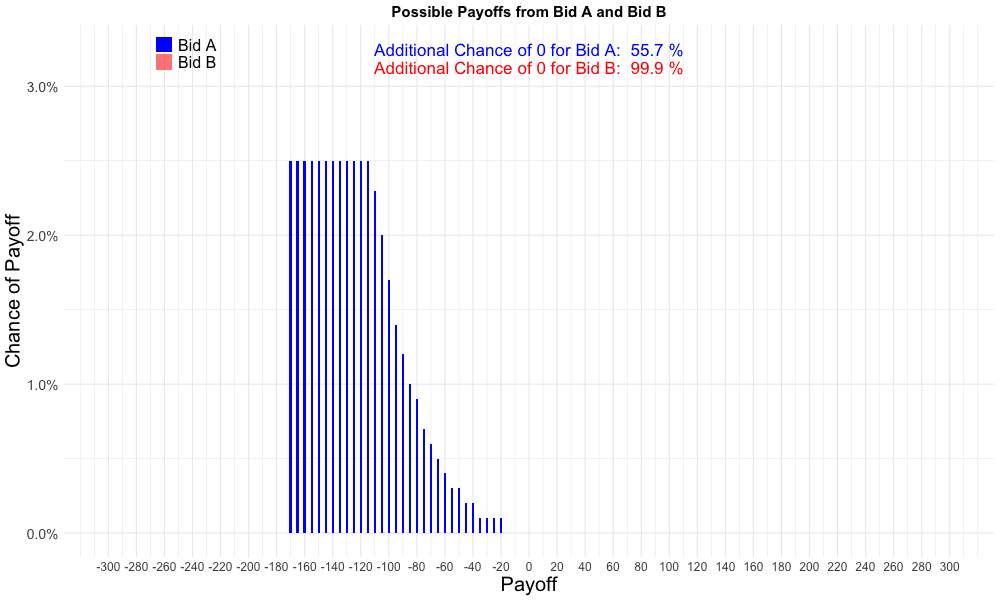 Possible Payoffs from Bid A and Bid B
Bid A
Bid B
Additional Chance of 0 for Bid A: 55.7 %
Additional Chance of 0 for Bid B: 99.9 %
Chance of Payoff
3.0%
2.0%
1.0%
0.0%
-300 -280 -260 -240 -220 -200 -180 -160 -140 -120 -100 -80 -60 -40 -20 0 20 40 60 80 100 120 140 160 180 200 220 240 260 280 300
Payoff